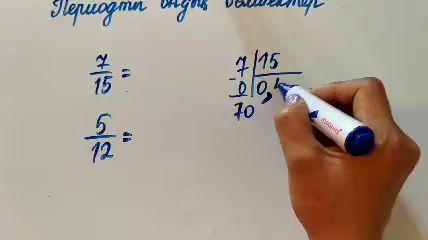 Периодты ондық бөлшектер
7/15 =
5/12 =
7 | 15
- 0 | 0,4
70